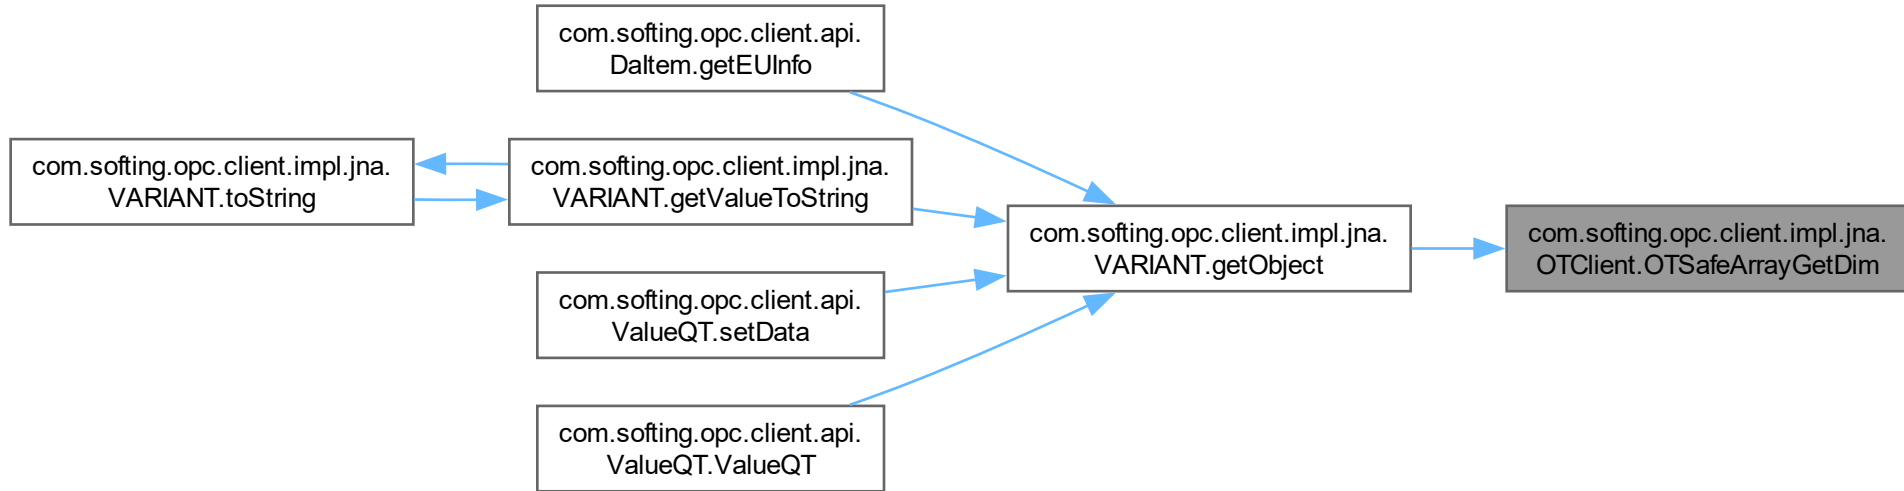 com.softing.opc.client.api.
DaItem.getEUInfo
com.softing.opc.client.impl.jna.
VARIANT.toString
com.softing.opc.client.impl.jna.
VARIANT.getValueToString
com.softing.opc.client.impl.jna.
VARIANT.getObject
com.softing.opc.client.impl.jna.
OTClient.OTSafeArrayGetDim
com.softing.opc.client.api.
ValueQT.setData
com.softing.opc.client.api.
ValueQT.ValueQT